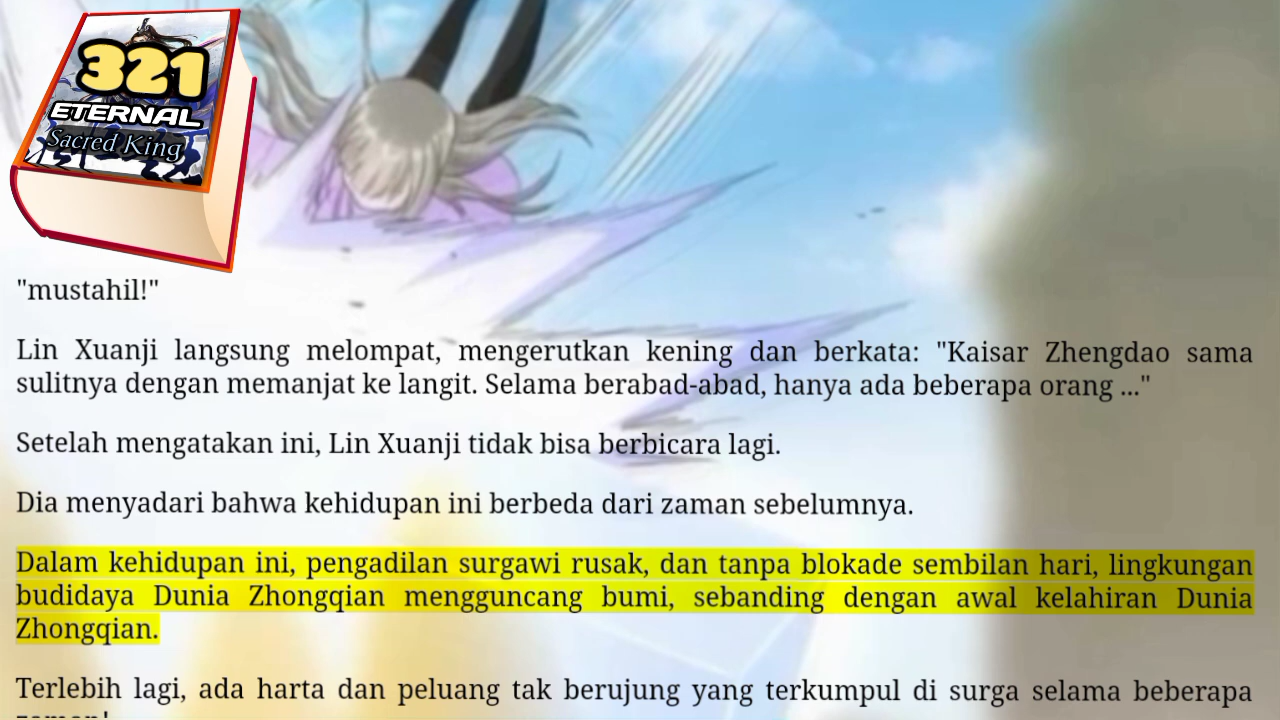 321
ETERNAL
Sacred King
"mustahil!"
Lin Xuanji langsung melompat, mengerutkan kening dan berkata: "Kaisar Zhengdao sama
sulitnya dengan memanjat ke langit. Selama berabad-abad, hanya ada beberapa orang ..."
Setelah mengatakan ini, Lin Xuanji tidak bisa berbicara lagi.
Dia menyadari bahwa kehidupan ini berbeda dari zaman sebelumnya.
Dalam kehidupan ini, pengadilan surgawi rusak, dan tanpa blokade sembilan hari, lingkungan
budidaya Dunia Zhongqian mengguncang bumi, sebanding dengan awal kelahiran Dunia
Zhongqian.
Terlebih lagi, ada harta dan peluang tak berujung yang terkumpul di surga selama beberapa